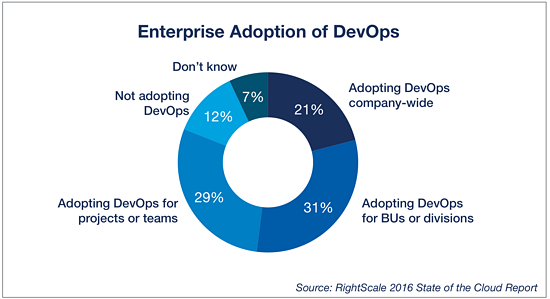 Enterprise Adoption of DevOps
Don't know
7%
Adopting DevOps
company-wide
21%
Not adopting
DevOps
12%
Adopting DevOps for
projects or teams
29%
31%
Adopting DevOps
for BUs or divisions
Source: RightScale 2016 State of the Cloud Report